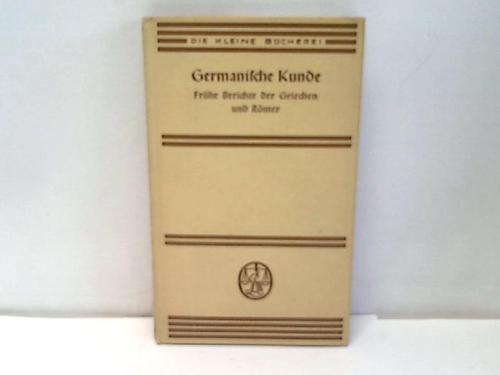 DIE KLEINE BÜCHEREI
Germanische Kunde
Frühe Berichte der Griechen
und Römer